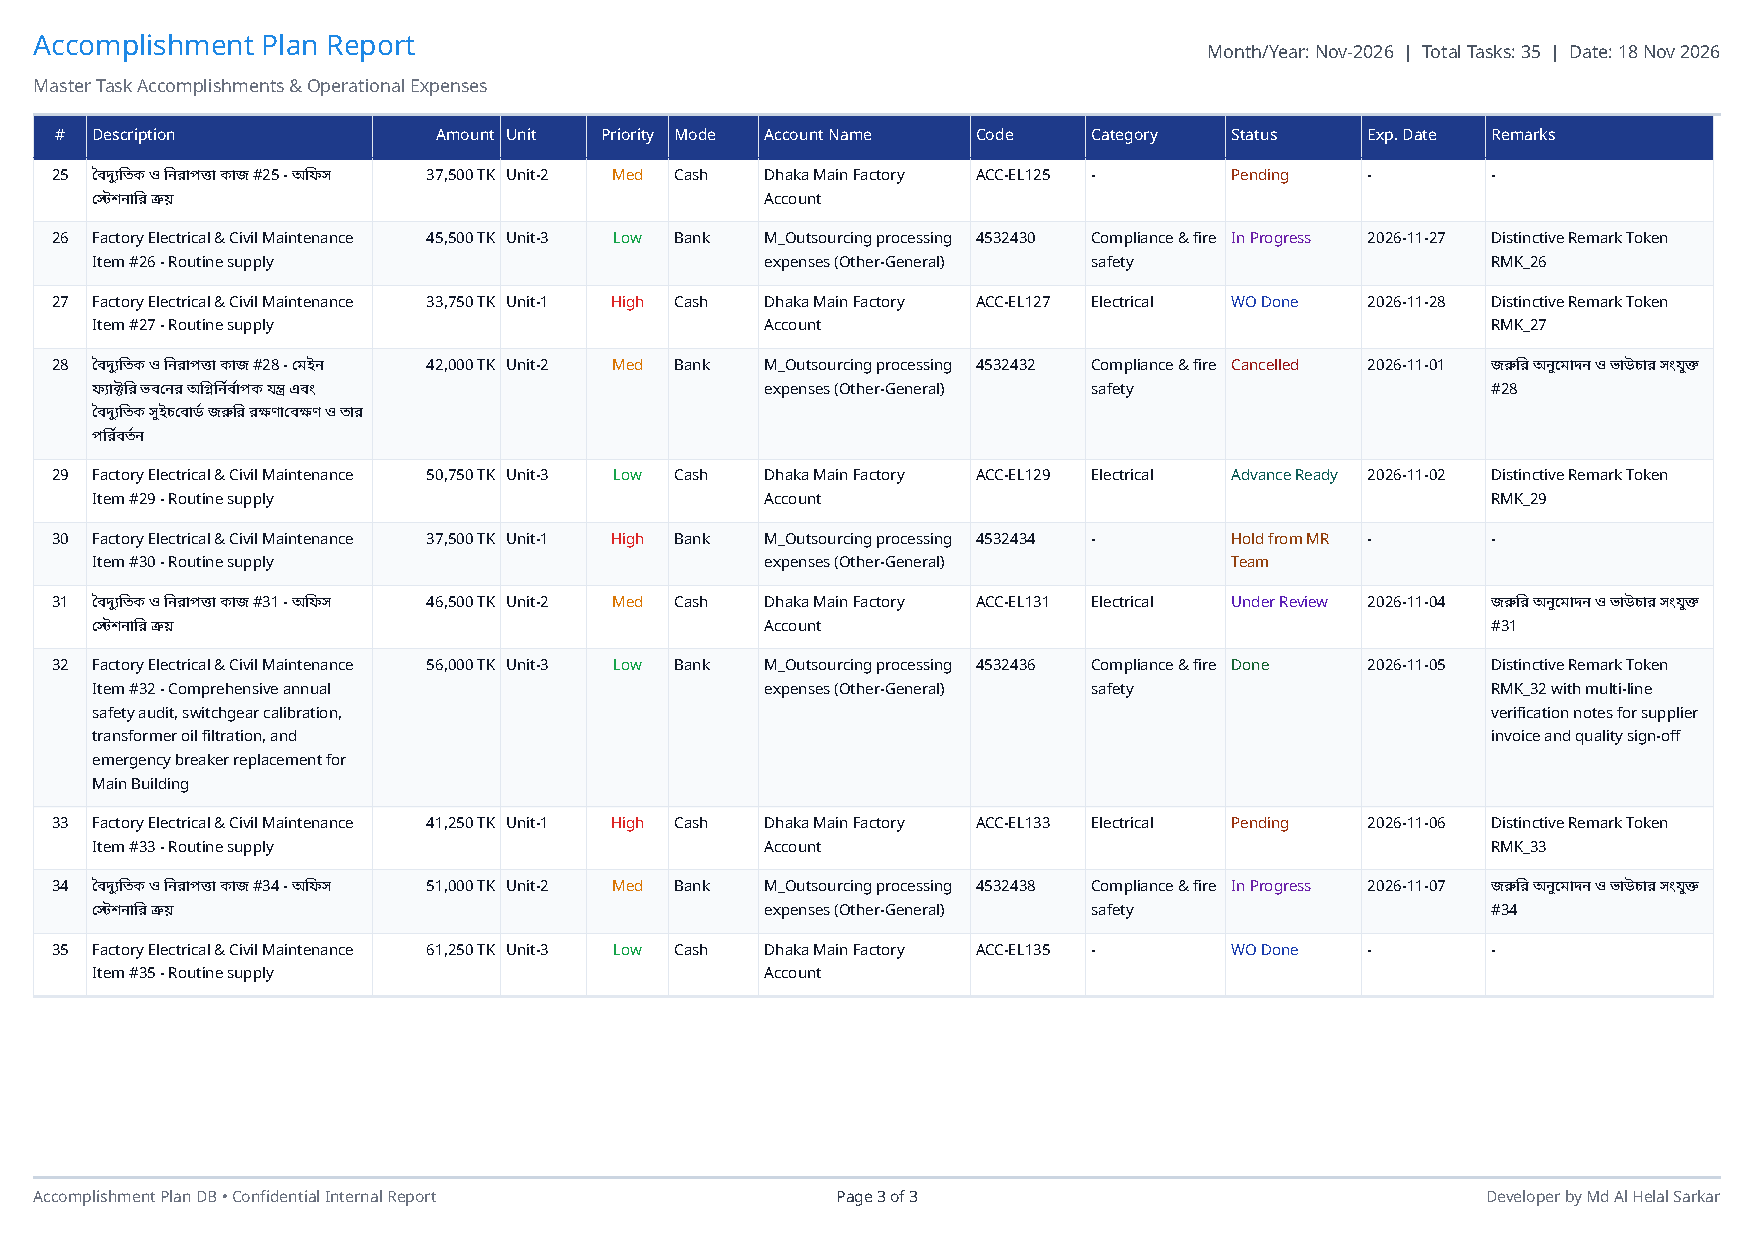 Accomplishment Plan Report
Month/Year: Nov-2026 | Total Tasks: 35 | Date: 18 Nov 2026
Master Task Accomplishments & Operational Expenses
# Description Amount Unit Priority Mode Account Name Code Category Status Exp. Date Remarks
25 বৈদ্যুতিক ও নিরাপত্তা কাজ #25 - অফিস 37,500 TK Unit-2 Med Cash Dhaka Main Factory ACC-EL125 - Pending - -
স্টেশনারি ক্রয় Account
26 Factory Electrical & Civil Maintenance 45,500 TK Unit-3 Low Bank M_Outsourcing processing 4532430 Compliance & fire In Progress 2026-11-27 Distinctive Remark Token
Item #26 - Routine supply expenses (Other-General) safety RMK_26
27 Factory Electrical & Civil Maintenance 33,750 TK Unit-1 High Cash Dhaka Main Factory ACC-EL127 Electrical WO Done 2026-11-28 Distinctive Remark Token
Item #27 - Routine supply Account RMK_27
28 বৈদ্যুতিক ও নিরাপত্তা কাজ #28 - মেইন 42,000 TK Unit-2 Med Bank M_Outsourcing processing 4532432 Compliance & fire Cancelled 2026-11-01 জরুরি অনুমোদন ও ভাউচার সংযুক্ত
ফ্যাক্টরি ভবনের অগ্নিনির্বাপক যন্ত্র এবং expenses (Other-General) safety #28
বৈদ্যুতিক সুইচবোর্ড জরুরি রক্ষণাবেক্ষণ ও তার
পরিবর্তন
29 Factory Electrical & Civil Maintenance 50,750 TK Unit-3 Low Cash Dhaka Main Factory ACC-EL129 Electrical Advance Ready 2026-11-02 Distinctive Remark Token
Item #29 - Routine supply Account RMK_29
30 Factory Electrical & Civil Maintenance 37,500 TK Unit-1 High Bank M_Outsourcing processing 4532434 - Hold from MR - -
Item #30 - Routine supply expenses (Other-General) Team
31 বৈদ্যুতিক ও নিরাপত্তা কাজ #31 - অফিস 46,500 TK Unit-2 Med Cash Dhaka Main Factory ACC-EL131 Electrical Under Review 2026-11-04 জরুরি অনুমোদন ও ভাউচার সংযুক্ত
স্টেশনারি ক্রয় Account #31
32 Factory Electrical & Civil Maintenance 56,000 TK Unit-3 Low Bank M_Outsourcing processing 4532436 Compliance & fire Done 2026-11-05 Distinctive Remark Token
Item #32 - Comprehensive annual expenses (Other-General) safety RMK_32 with multi-line
safety audit, switchgear calibration, verification notes for supplier
transformer oil filtration, and invoice and quality sign-off
emergency breaker replacement for
Main Building
33 Factory Electrical & Civil Maintenance 41,250 TK Unit-1 High Cash Dhaka Main Factory ACC-EL133 Electrical Pending 2026-11-06 Distinctive Remark Token
Item #33 - Routine supply Account RMK_33
34 বৈদ্যুতিক ও নিরাপত্তা কাজ #34 - অফিস 51,000 TK Unit-2 Med Bank M_Outsourcing processing 4532438 Compliance & fire In Progress 2026-11-07 জরুরি অনুমোদন ও ভাউচার সংযুক্ত
স্টেশনারি ক্রয় expenses (Other-General) safety #34
35 Factory Electrical & Civil Maintenance 61,250 TK Unit-3 Low Cash Dhaka Main Factory ACC-EL135 - WO Done - -
Item #35 - Routine supply Account
Accomplishment Plan DB • Confidential Internal Report Page 3 of 3 Developer by Md Al Helal Sarkar